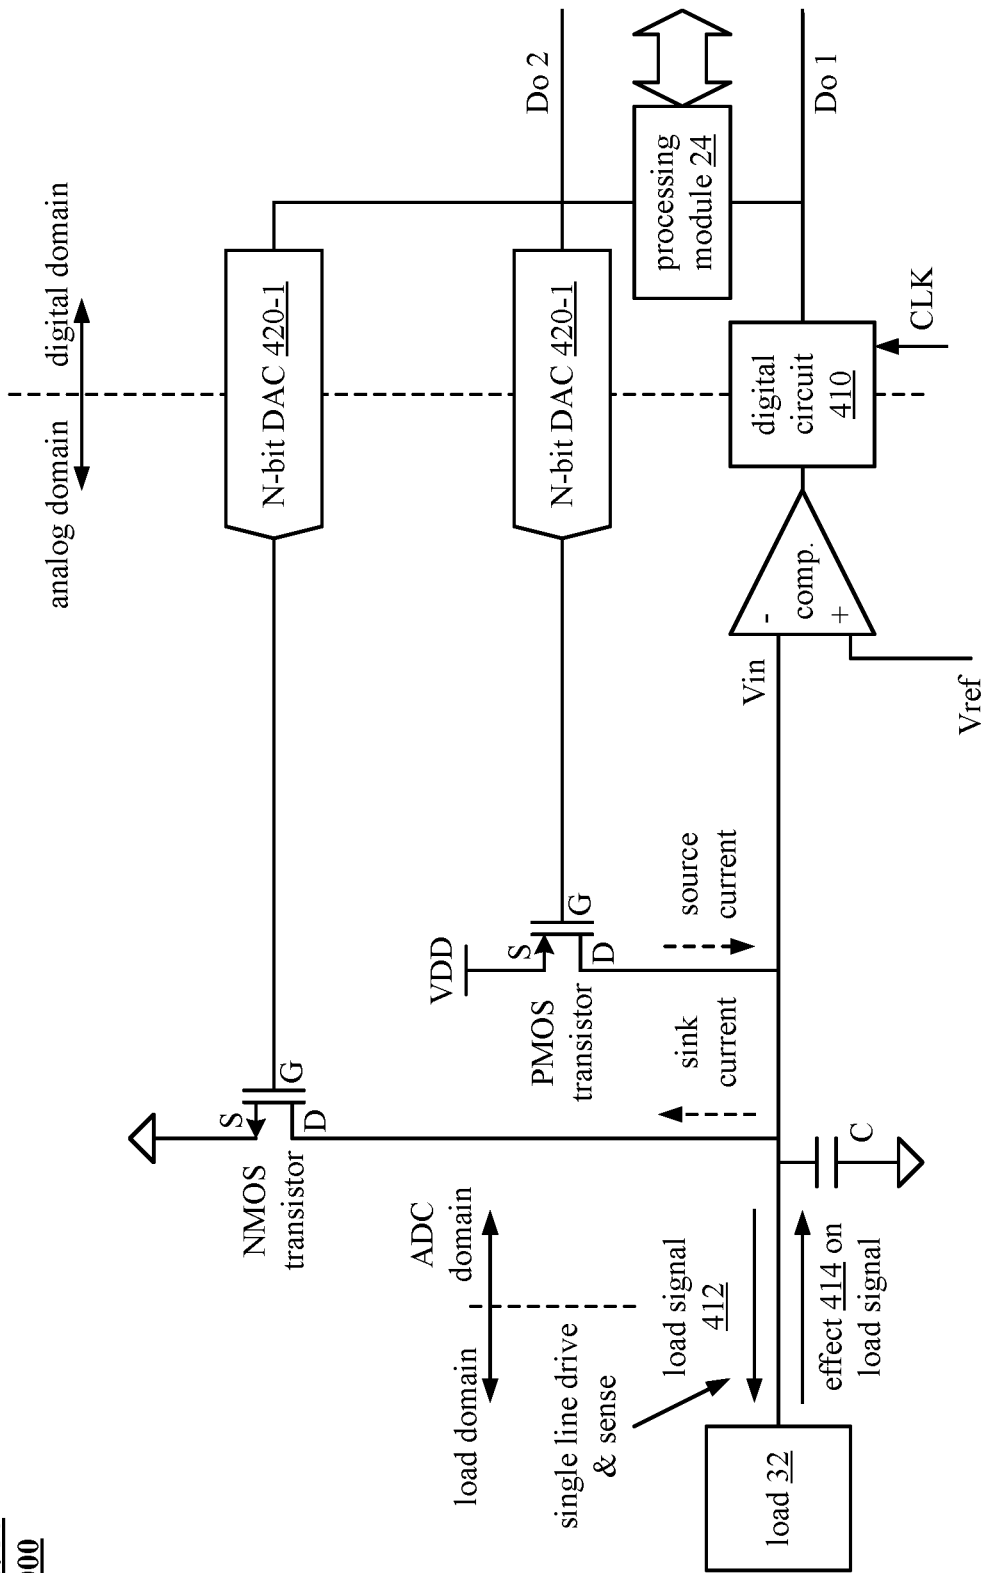 000
analog domain
digital domain
N-bit DAC 420-1
N-bit DAC 420-1
Do 2
processing
module 24
Do 1
digital
circuit
410
CLK
comp.
-
+
Vin
Vref
NMOS
transistor
S
G
D
VDD
PMOS
transistor
S
G
D
source
current
sink
current
C
load domain
ADC
domain
single line drive
& sense
load signal
412
effect 414 on
load signal
load 32